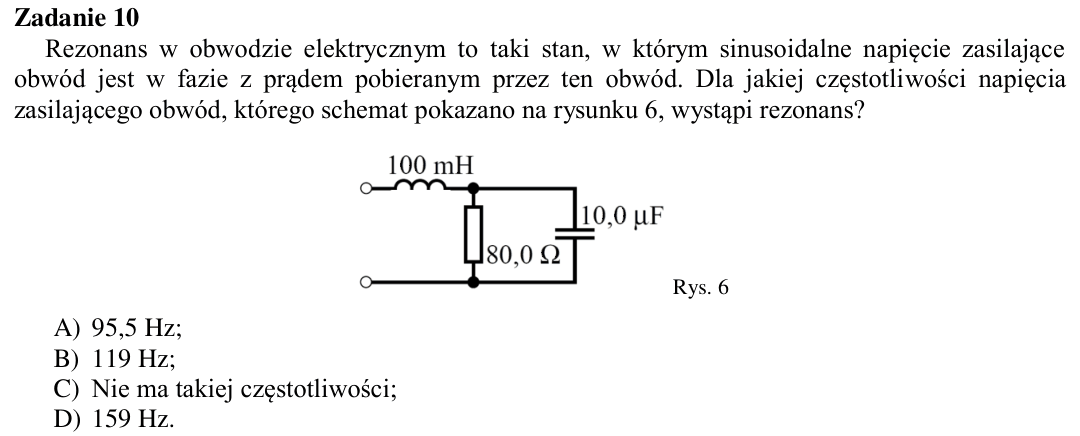 Zadanie 10
Rezonans w obwodzie elektrycznym to taki stan, w którym sinusoidalne napięcie zasilające
obwód jest w fazie z prądem pobieranym przez ten obwód. Dla jakiej częstotliwości napięcia
zasilającego obwód, którego schemat pokazano na rysunku 6, wystąpi rezonans?
100 mH
10,0 μF
80,0 Ω
Rys. 6
A) 95,5 Hz;
B) 119 Hz;
C) Nie ma takiej częstotliwości;
D) 159 Hz.